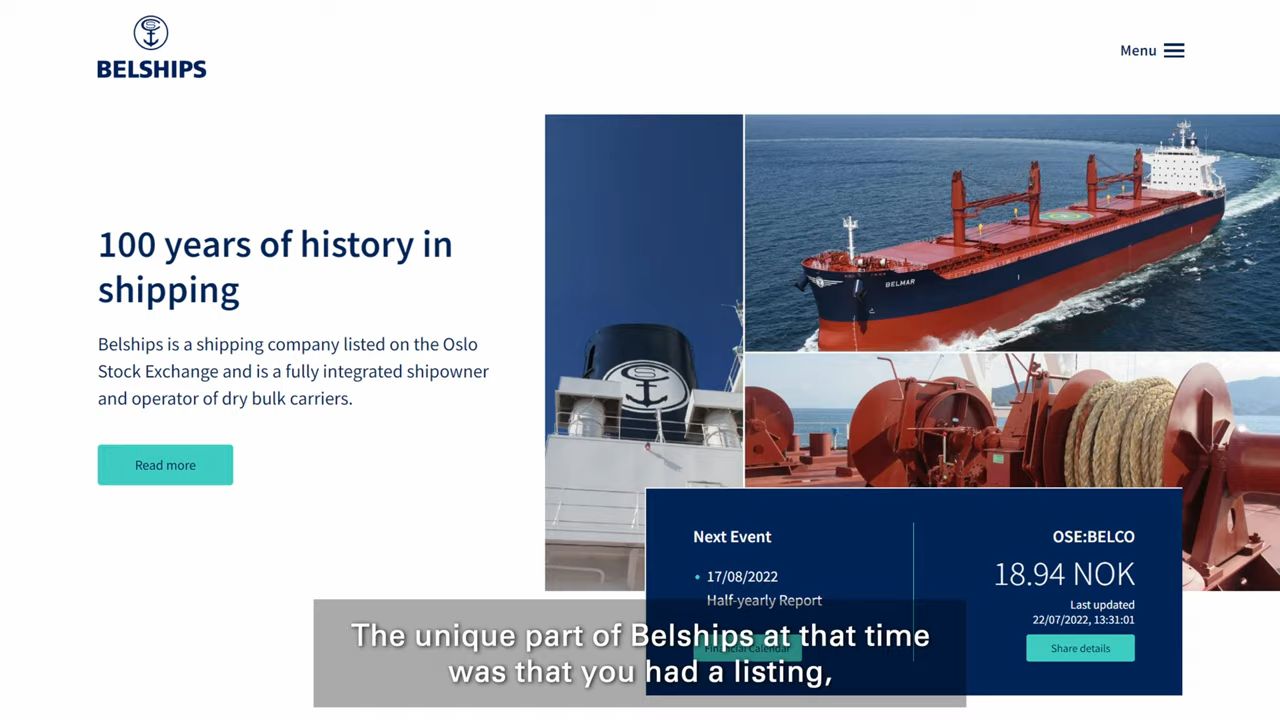 BELSHIPS
Menu
100 years of history in
shipping
Belships is a shipping company listed on the Oslo
Stock Exchange and is a fully integrated shipowner
and operator of dry bulk carriers.
Read more
BELMAR
Next Event
17/08/2022
Half-yearly Report
Financial Calendar
OSE:BELCO
18.94 NOK
Last updated
22/07/2022, 13:31:01
Share details
The unique part of Belships at that time
was that you had a listing,